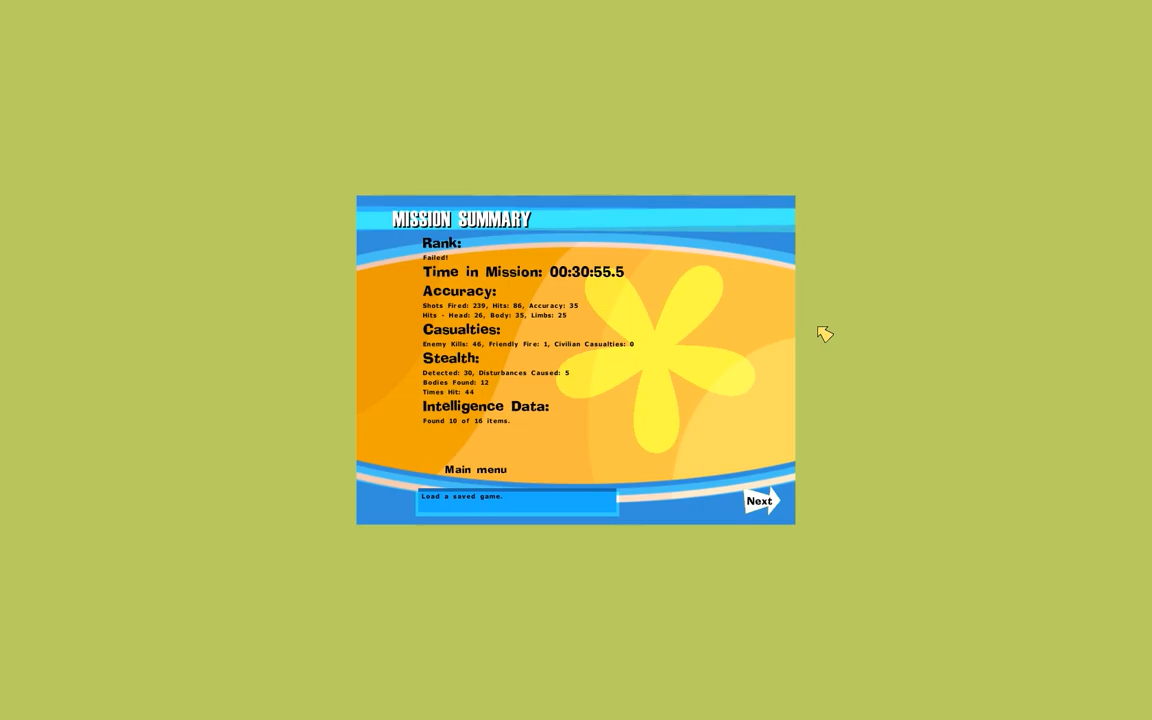 MISSION SUMMARY
Rank:
Failed!
Time in Mission: 00:30:55.5
Accuracy:
Shots Fired: 239, Hits: 86, Accuracy: 35
Hits - Head: 26, Body: 35, Limbs: 25
Casualties:
Enemy Kills: 46, Friendly Fire: 1, Civilian Casualties: 0
Stealth:
Detected: 30, Disturbances Caused: 5
Bodies Found: 12
Times Hit: 44
Intelligence Data:
Found 10 of 16 items.
Main menu
Load a saved game.
Next